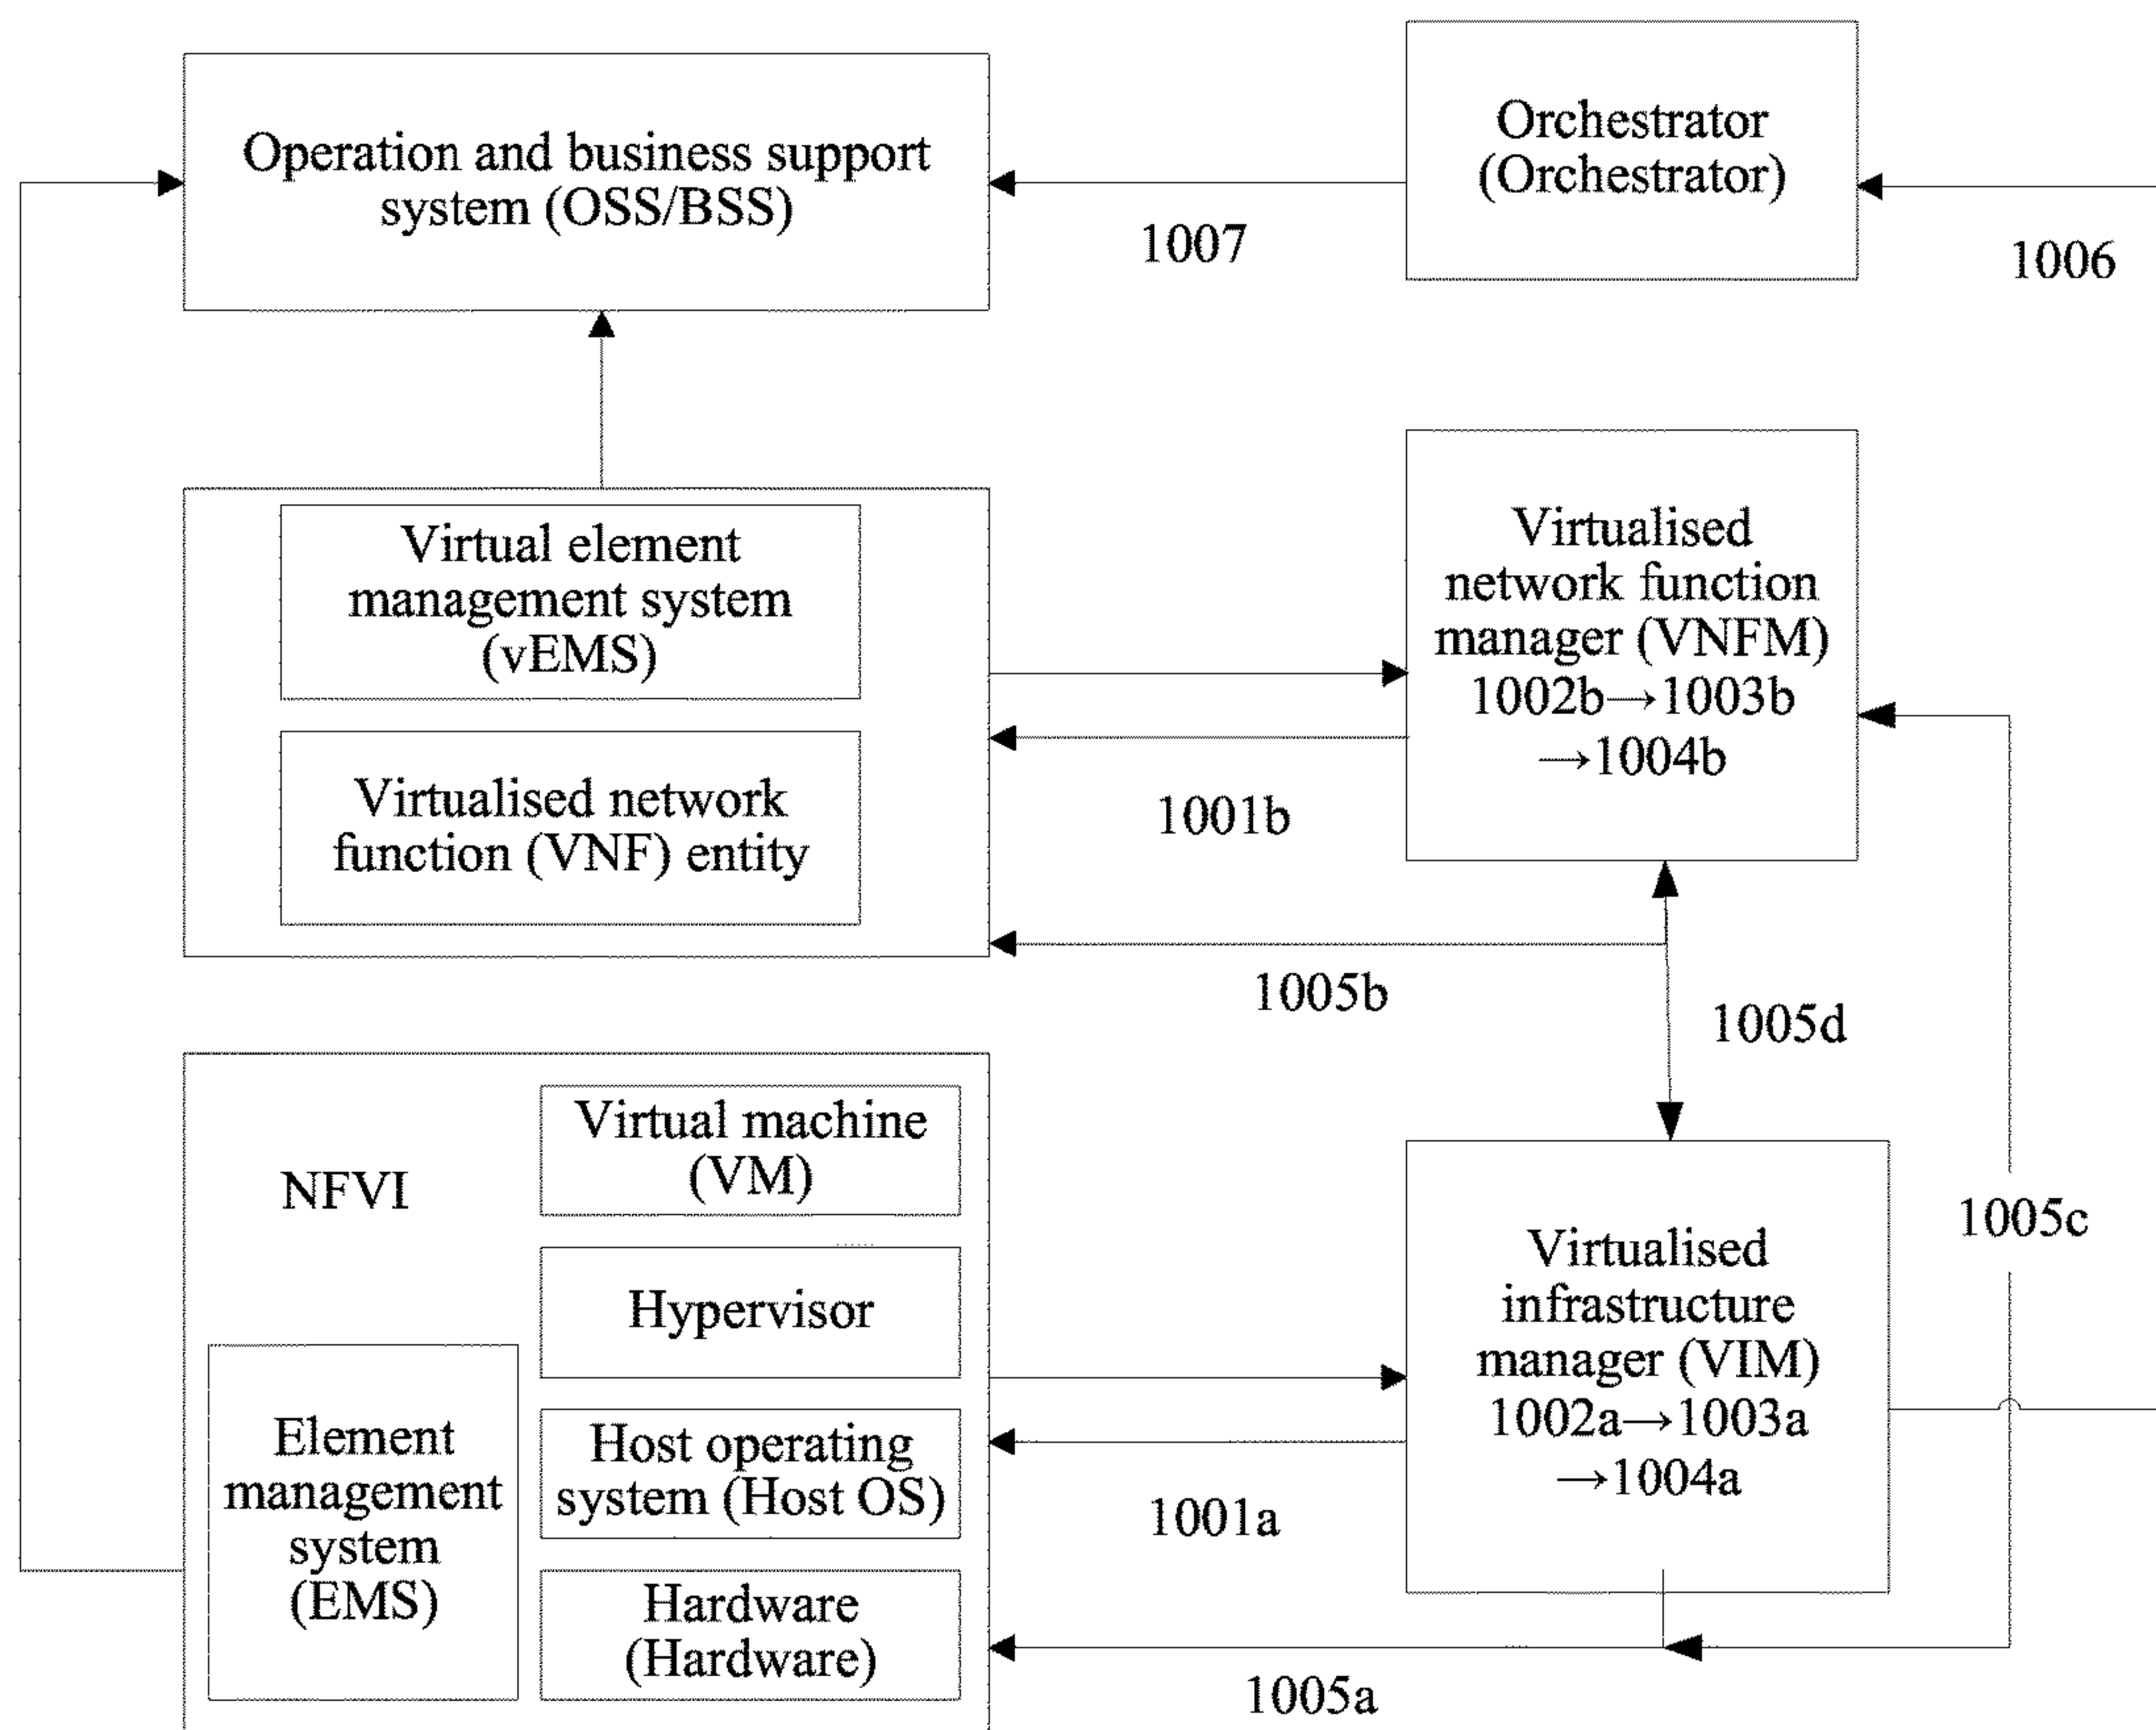 Operation and business support
system (OSS/BSS)
Orchestrator
(Orchestrator)
1007
1006
Virtual element
management system
(vEMS)
Virtualised network
function (VNF) entity
Virtualised
network function
manager (VNFM)
1002b→1003b
→1004b
1001b
1005b
1005d
1005c
NFVI
Virtual machine
(VM)
Hypervisor
Host operating
system (Host OS)
Hardware
(Hardware)
Element
management
system
(EMS)
Virtualised
infrastructure
manager (VIM)
1002a→1003a
→1004a
1001a
1005a